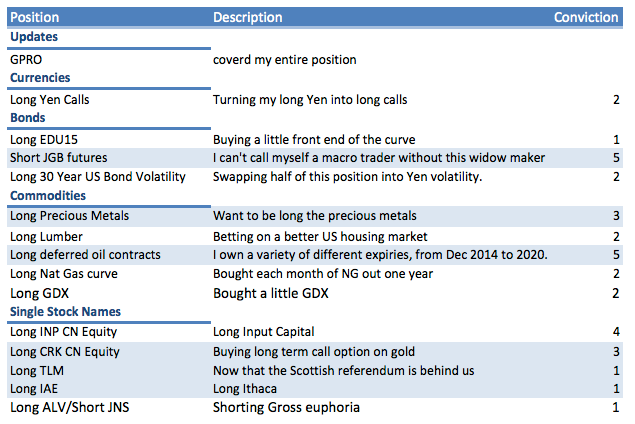 Position Description Conviction
Updates
GPRO coverd my entire position
Currencies
Long Yen Calls Turning my long Yen into long calls 2
Bonds
Long EDU15 Buying a little front end of the curve 1
Short JGB futures I can't call myself a macro trader without this widow maker 5
Long 30 Year US Bond Volatility Swapping half of this position into Yen volatility. 2
Commodities
Long Precious Metals Want to be long the precious metals 3
Long Lumber Betting on a better US housing market 2
Long deferred oil contracts I own a variety of different expiries, from Dec 2014 to 2020. 5
Long Nat Gas curve Bought each month of NG out one year 2
Long GDX Bought a little GDX 2
Single Stock Names
Long INP CN Equity Long Input Capital 4
Long CRK CN Equity Buying long term call option on gold 3
Long TLM Now that the Scottish referendum is behind us 1
Long IAE Long Ithaca 1
Long ALV/Short JNS Shorting Gross euphoria 1